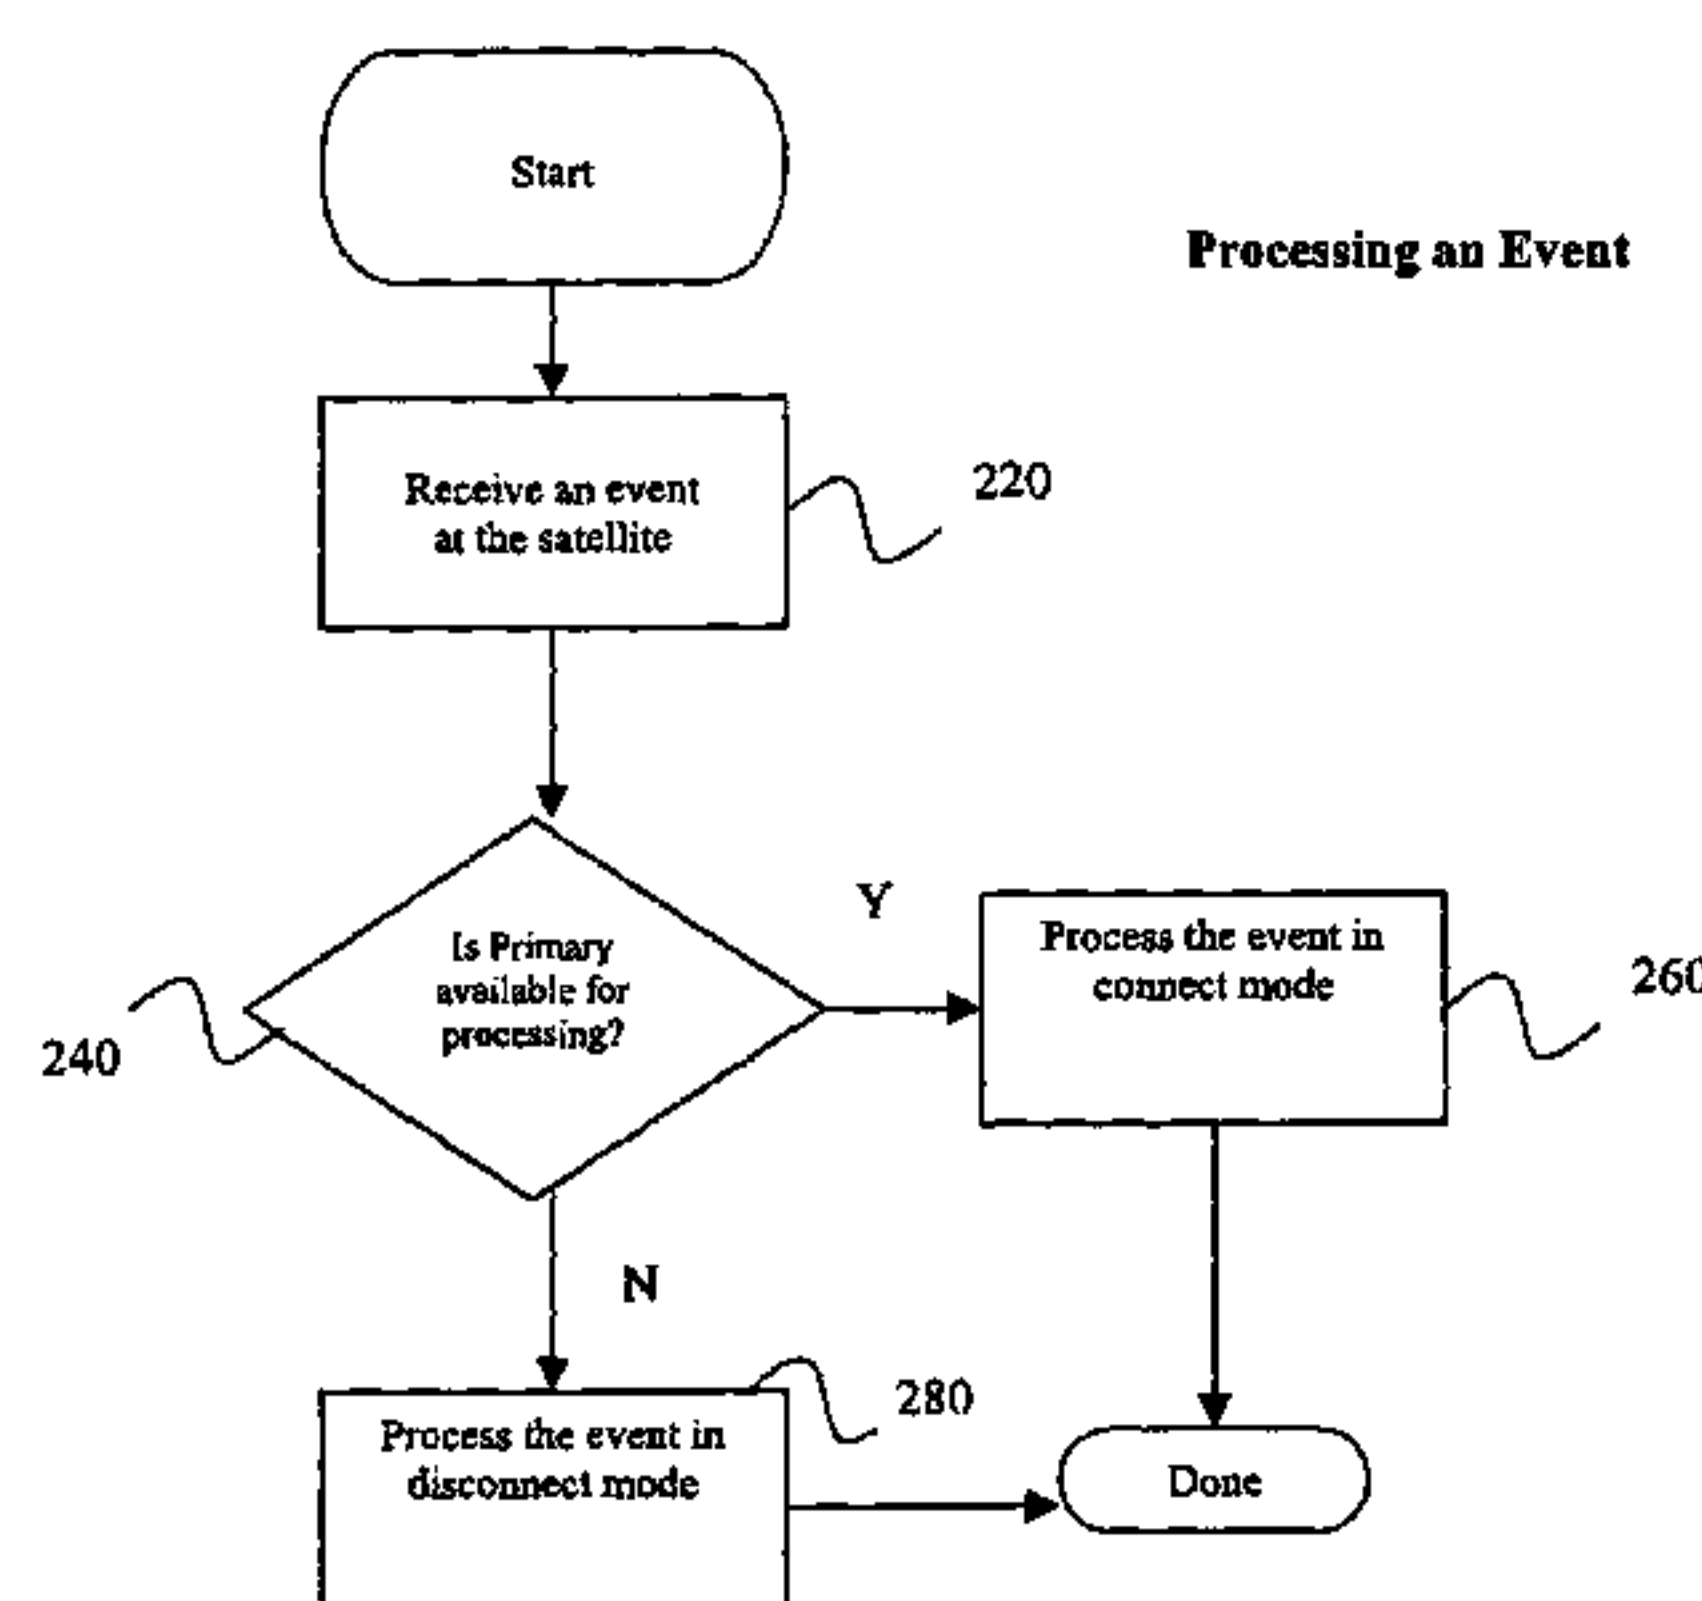 Start
Processing an Event
Receive an event
at the satellite
220
Is Primary
available for
processing?
240
Y
Process the event in
connect mode
260
N
280
Process the event in
disconnect mode
Done